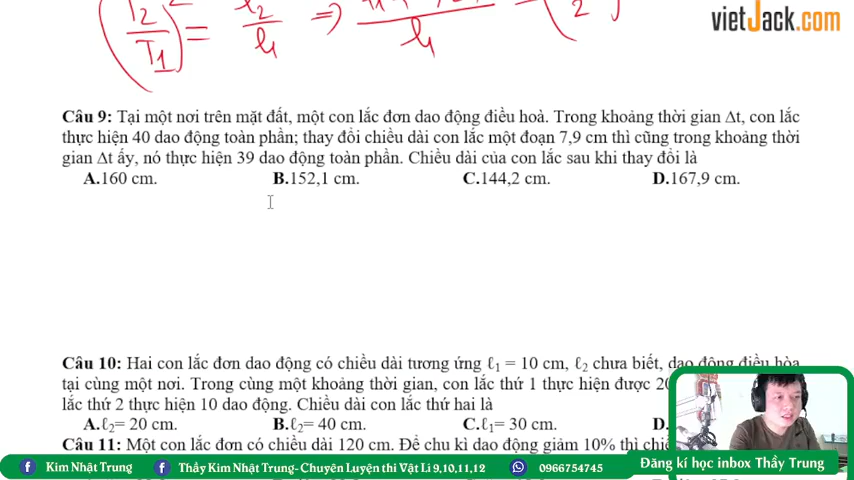 vietJack.com
Câu 9: Tại một nơi trên mặt đất, một con lắc đơn dao động điều hoà. Trong khoảng thời gian Δt, con lắc
thực hiện 40 dao động toàn phần; thay đổi chiều dài con lắc một đoạn 7,9 cm thì cũng trong khoảng thời
gian Δt ấy, nó thực hiện 39 dao động toàn phần. Chiều dài của con lắc sau khi thay đổi là
A.160 cm. B.152,1 cm. C.144,2 cm. D.167,9 cm.
Câu 10: Hai con lắc đơn dao động có chiều dài tương ứng ℓ₁ = 10 cm, ℓ₂ chưa biết, dao động điều hòa
tại cùng một nơi. Trong cùng một khoảng thời gian, con lắc thứ 1 thực hiện được 20
lắc thứ 2 thực hiện 10 dao động. Chiều dài con lắc thứ hai là
A.ℓ₂= 20 cm. B.ℓ₂= 40 cm. C.ℓ₁= 30 cm. D.
Câu 11: Một con lắc đơn có chiều dài 120 cm. Để chu kì dao động giảm 10% thì
Kim Nhật Trung Thầy Kim Nhật Trung- Chuyên Luyện thi Vật Lí 9,10,11,12 0966754745 Đăng kí học inbox Thầy Trung